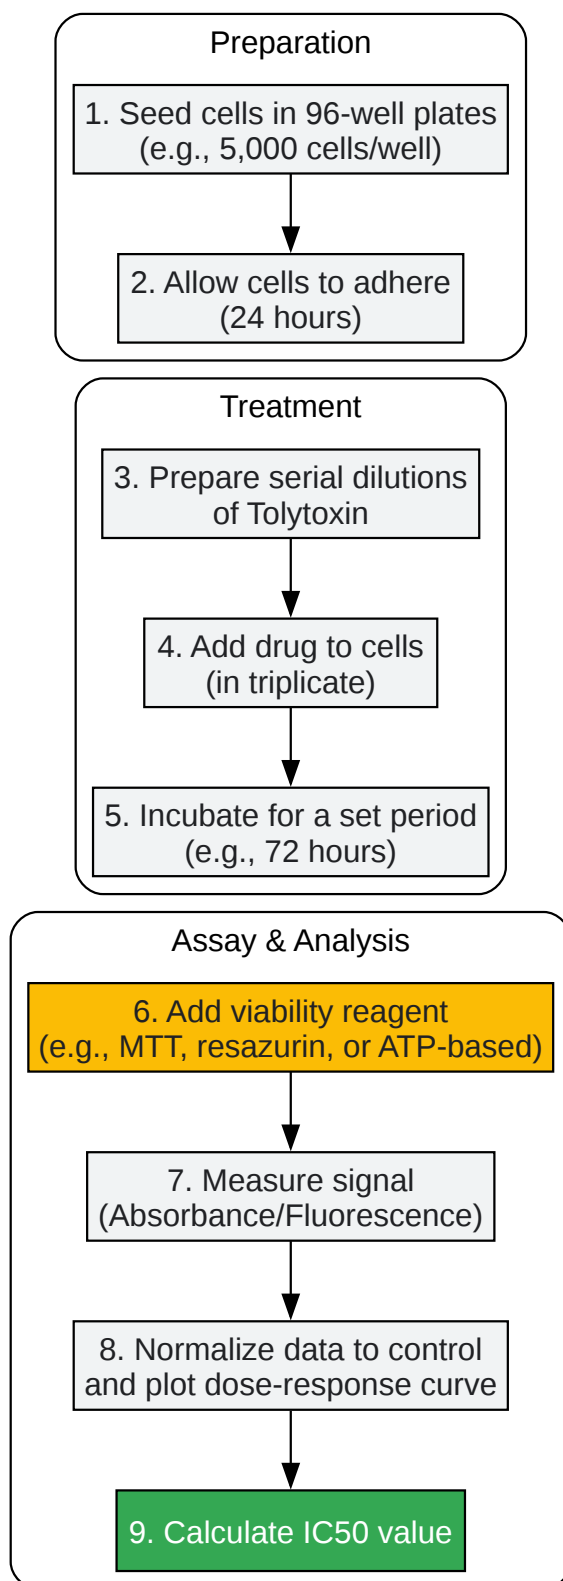 Preparation
1. Seed cells in 96-well plates
(e.g., 5,000 cells/well)
2. Allow cells to adhere
(24 hours)
Treatment
3. Prepare serial dilutions
of Tolytoxin
4. Add drug to cells
(in triplicate)
5. Incubate for a set period
(e.g., 72 hours)
Assay & Analysis
6. Add viability reagent
(e.g., MTT, resazurin, or ATP-based)
7. Measure signal
(Absorbance/Fluorescence)
8. Normalize data to control
and plot dose-response curve
9. Calculate IC50 value